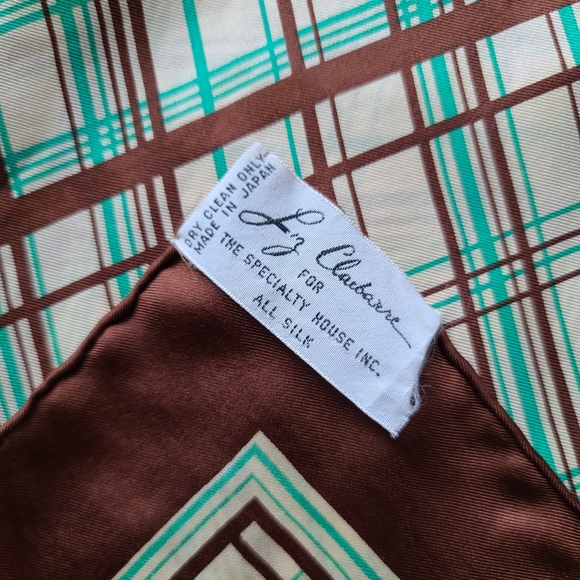 DRY CLEAN ONLY
MADE IN JAPAN
Liz Claiborne
FOR
THE SPECIALTY HOUSE INC.
ALL SILK